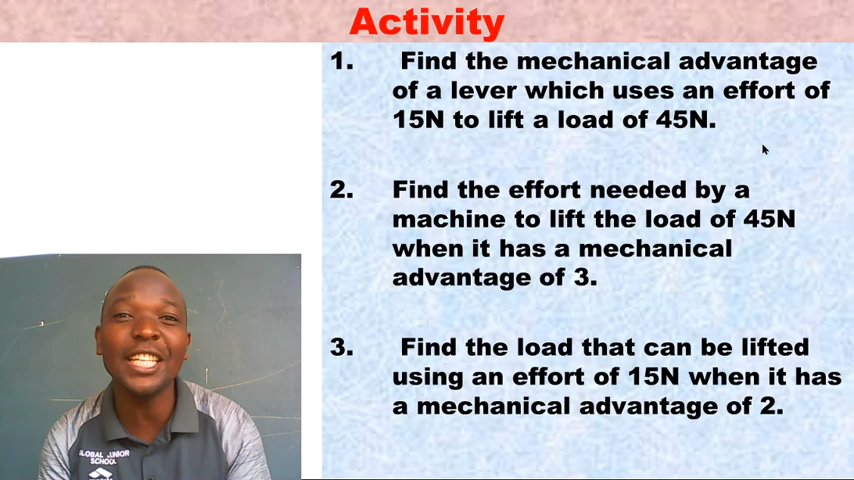 Activity
1. Find the mechanical advantage
of a lever which uses an effort of
15N to lift a load of 45N.
2. Find the effort needed by a
machine to lift the load of 45N
when it has a mechanical
advantage of 3.
3. Find the load that can be lifted
using an effort of 15N when it has
a mechanical advantage of 2.
GLOBAL JUNIOR
SCHOOL